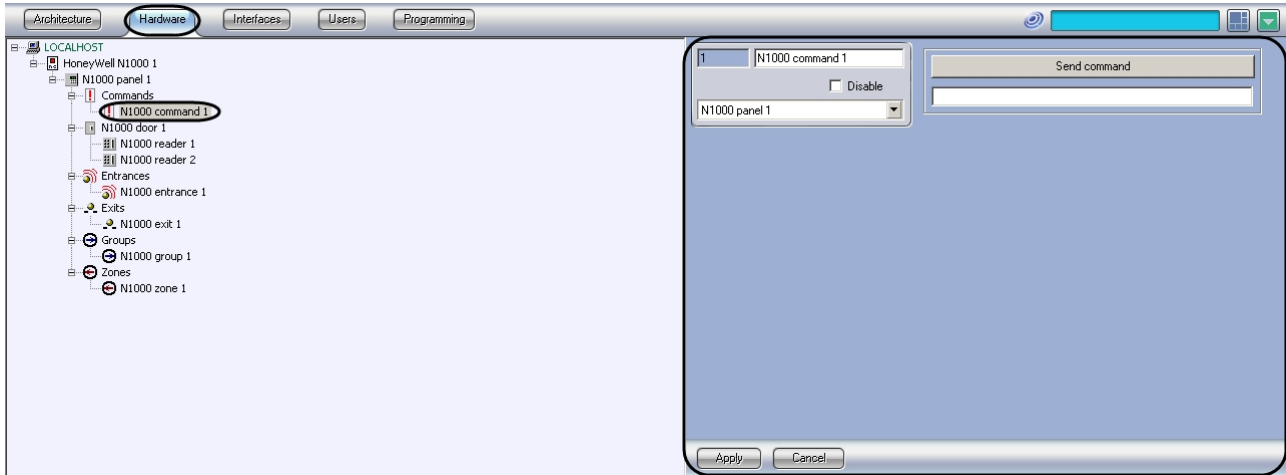 Architecture Hardware Interfaces Users Programming
LOCALHOST
HoneyWell N1000 1
N1000 panel 1
Commands
N1000 command 1
N1000 door 1
N1000 reader 1
N1000 reader 2
Entrances
N1000 entrance 1
Exits
N1000 exit 1
Groups
N1000 group 1
Zones
N1000 zone 1
1 N1000 command 1
Disable
N1000 panel 1
Send command
Apply Cancel